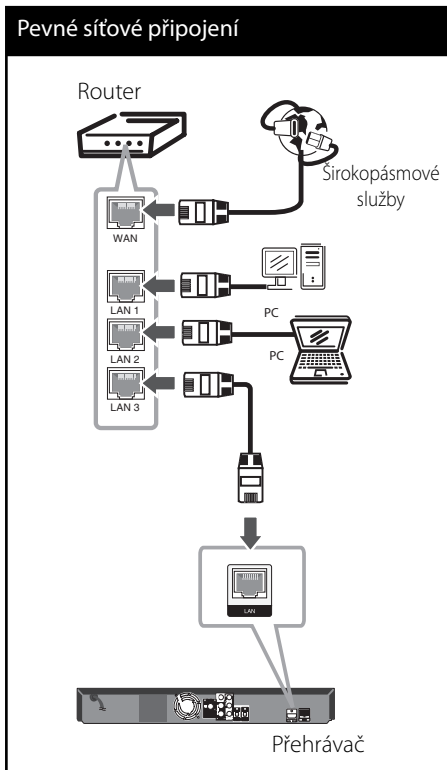 Pevné síťové připojení
Router
Širokopásmové
služby
WAN
LAN 1
PC
LAN 2
PC
LAN 3
LAN
Přehrávač